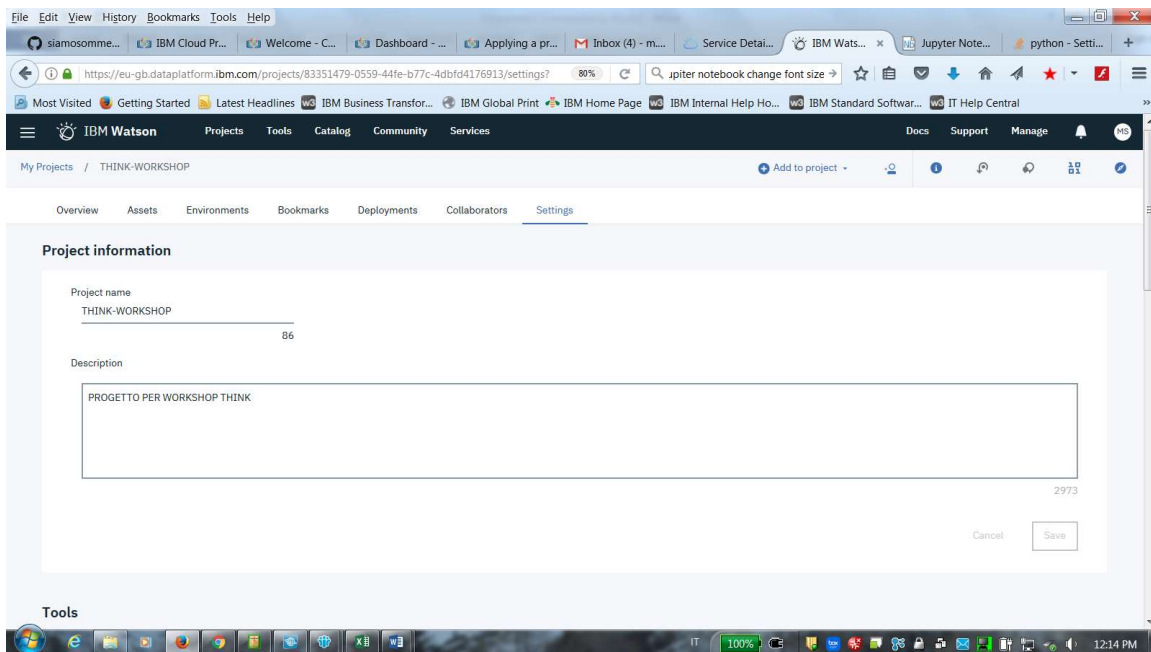 File Edit View History Bookmarks Tools Help
siamosomme... IBM Cloud Pr... Welcome - C... Dashboard - ... Applying a pr... Inbox (4) - m... Service Detai... IBM Wats... × Jupyter Note... python - Setti... +
https://eu-gb.dataplatform.ibm.com/projects/83351479-0559-44fe-b77c-4dbfd4176913/settings? 80% upiter notebook change font size
Most Visited Getting Started Latest Headlines w3 IBM Business Transfor... IBM Global Print IBM Home Page w3 IBM Internal Help Ho... w3 IBM Standard Softwar... w3 IT Help Central »
IBM Watson Projects Tools Catalog Community Services Docs Support Manage MS
My Projects / THINK-WORKSHOP Add to project
Overview Assets Environments Bookmarks Deployments Collaborators Settings
Project information
Project name
THINK-WORKSHOP
86
Description
PROGETTO PER WORKSHOP THINK
2973
Cancel Save
Tools
IT 100% 12:14 PM